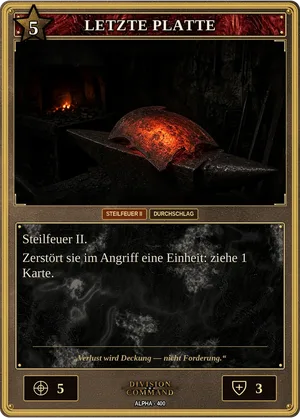 5
LETZTE PLATTE
STEILFEUER II
DURCHSCHLAG
Steilfeuer II.
Zerstört sie im Angriff eine Einheit: ziehe 1
Karte.
„Verlust wird Deckung — nicht Forderung.“
5
DIVISION
COMMAND
ALPHA · 400
3